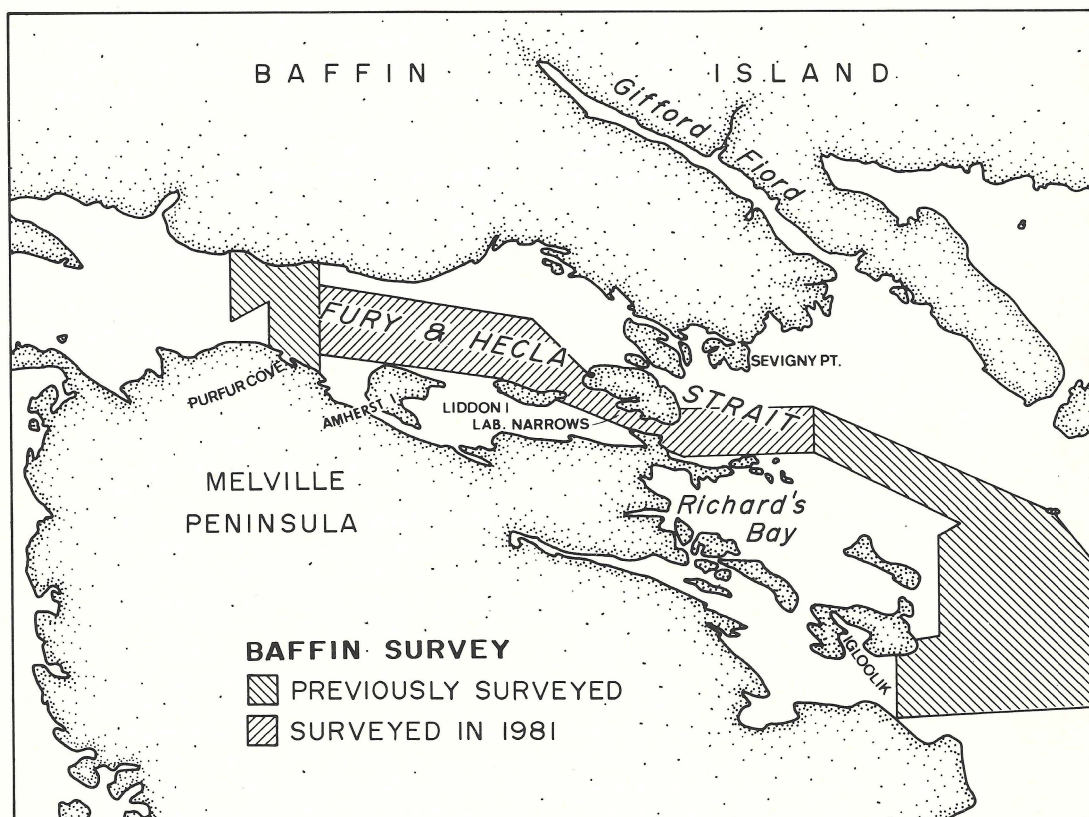 BAFFIN ISLAND
Gifford Fiord
FURY & HECLA STRAIT
SEVIGNY PT.
PURFUR COVE
AMHERST I.
LIDDON I
LAB. NARROWS
MELVILLE
PENINSULA
Richard's
Bay
IGLOOLIK
BAFFIN SURVEY
PREVIOUSLY SURVEYED
SURVEYED IN 1981